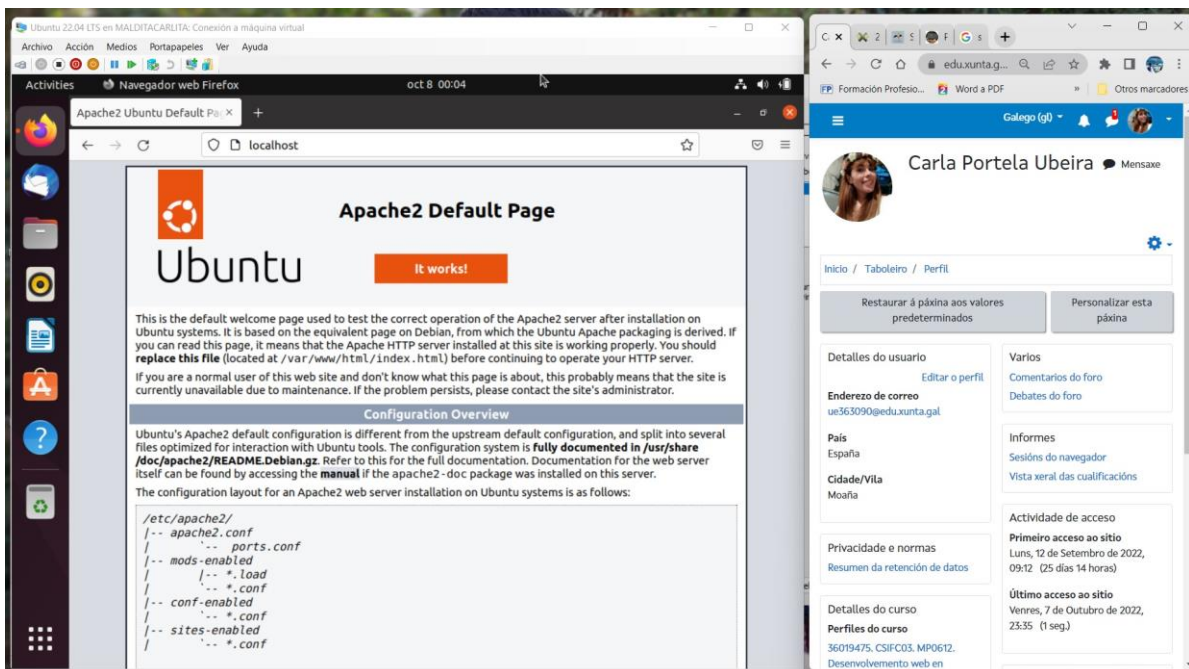 Ubuntu 22.04 LTS en MALDITACARLITA: Conexión a máquina virtual
Archivo Acción Medios Portapapeles Ver Ayuda
Activities Navegador web Firefox oct 8 00:04
Apache2 Ubuntu Default Pa
localhost
Apache2 Default Page
Ubuntu
It works!
This is the default welcome page used to test the correct operation of the Apache2 server after installation on
Ubuntu systems. It is based on the equivalent page on Debian, from which the Ubuntu Apache packaging is derived. If
you can read this page, it means that the Apache HTTP server installed at this site is working properly. You should
replace this file (located at /var/www/html/index.html) before continuing to operate your HTTP server.
If you are a normal user of this web site and don't know what this page is about, this probably means that the site is
currently unavailable due to maintenance. If the problem persists, please contact the site's administrator.
Configuration Overview
Ubuntu's Apache2 default configuration is different from the upstream default configuration, and split into several
files optimized for interaction with Ubuntu tools. The configuration system is fully documented in /usr/share
/doc/apache2/README.Debian.gz. Refer to this for the full documentation. Documentation for the web server
itself can be found by accessing the manual if the apache2-doc package was installed on this server.
The configuration layout for an Apache2 web server installation on Ubuntu systems is as follows:
/etc/apache2/
|-- apache2.conf
|       `-- ports.conf
|-- mods-enabled
|       |-- *.load
|       `-- *.conf
|-- conf-enabled
|       `-- *.conf
|-- sites-enabled
|       `-- *.conf
C 2 S F G s
edu.xunta.g...
FP Formación Profesio... Word a PDF » Otros marcadores
Galego (gl)
Carla Portela Ubeira Mensaxe
Inicio / Taboleiro / Perfil
Restaurar á páxina aos valores
predeterminados
Personalizar esta
páxina
Detalles do usuario
Editar o perfil
Enderezo de correo
ue363090@edu.xunta.gal
País
España
Cidade/Vila
Moaña
Privacidade e normas
Resumen da retención de datos
Detalles do curso
Perfiles do curso
36019475. CSIFC03. MP0612.
Desenvolvemento web en
Varios
Comentarios do foro
Debates do foro
Informes
Sesións do navegador
Vista xeral das cualificacións
Actividade de acceso
Primeiro acceso ao sitio
Luns, 12 de Setembro de 2022,
09:12 (25 días 14 horas)
Último acceso ao sitio
Venres, 7 de Outubro de 2022,
23:35 (1 seg.)